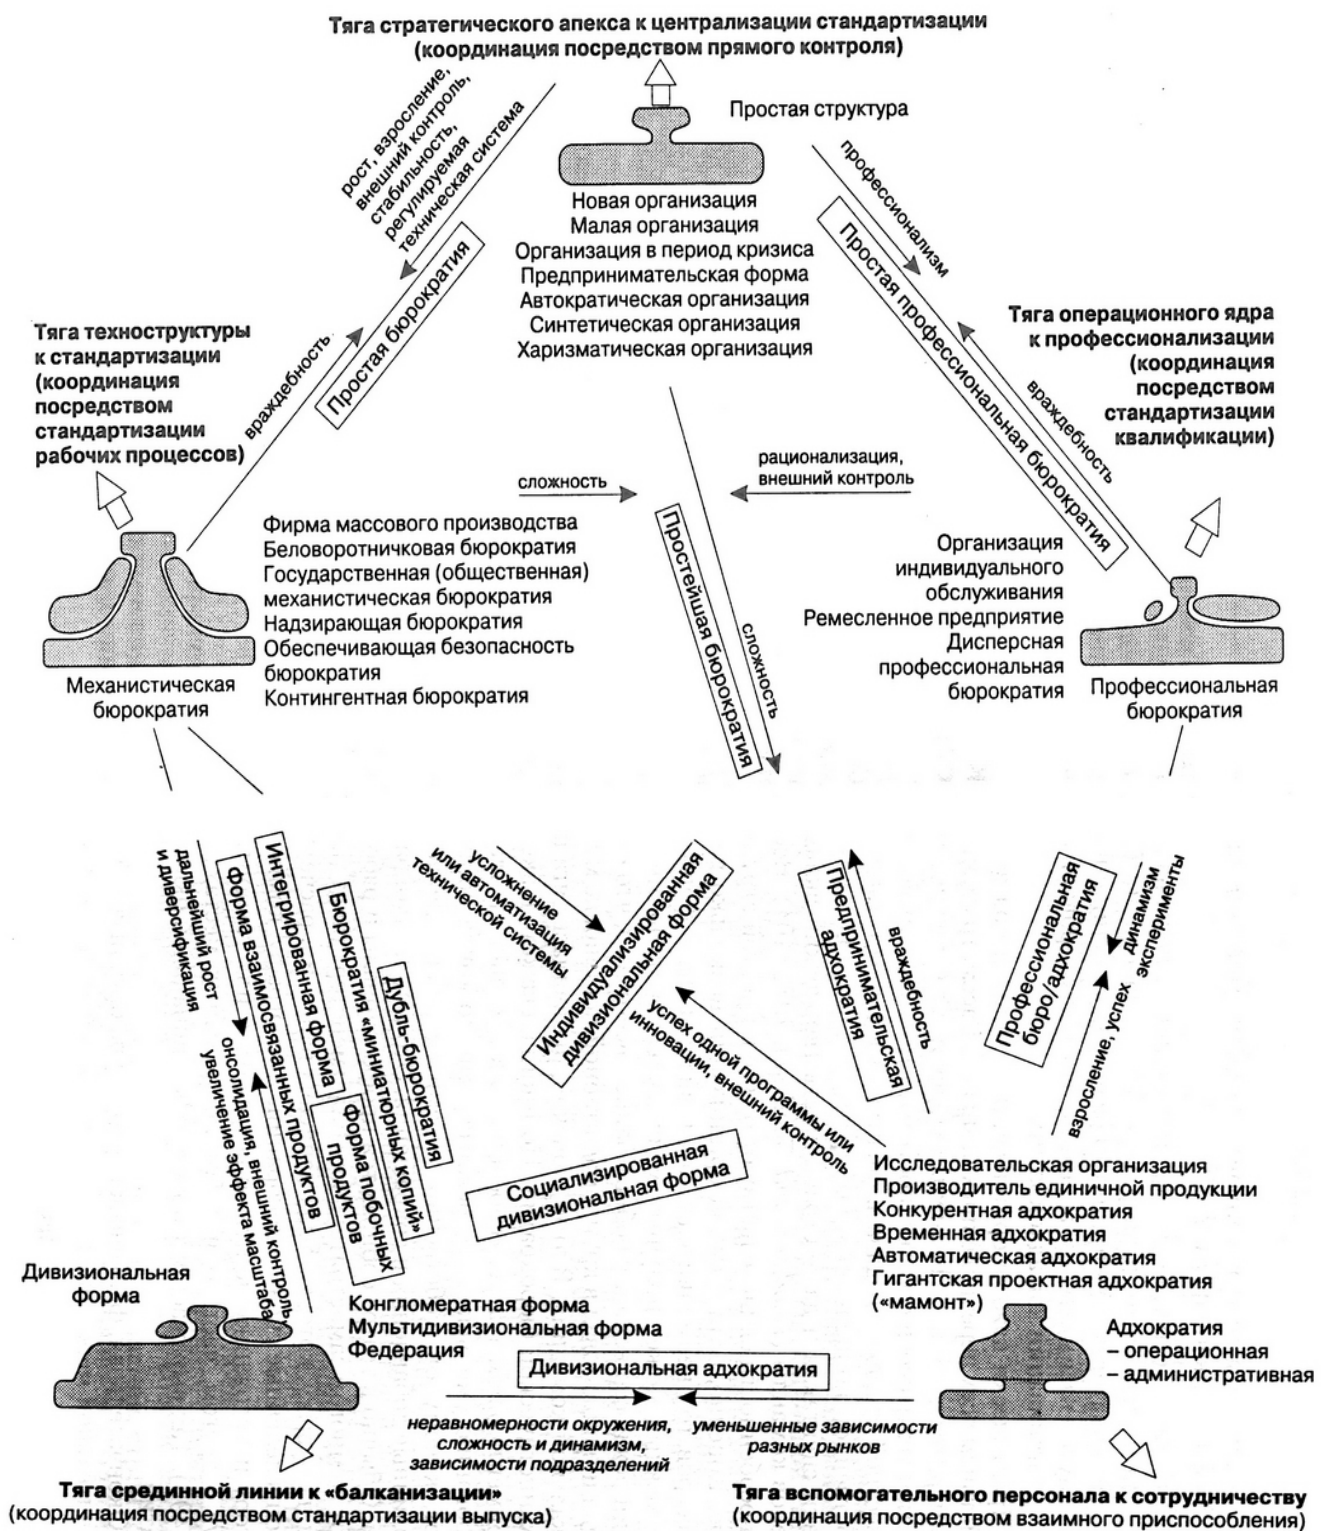 Тяга стратегического апекса к централизации стандартизации
(координация посредством прямого контроля)
рост, взросление,
внешний контроль,
стабильность,
регулируемая
техническая система
Простая структура
профессионализм
Новая организация
Малая организация
Организация в период кризиса
Предпринимательская форма
Автократическая организация
Синтетическая организация
Харизматическая организация
Простая бюрократия
Простая профессиональная бюрократия
Тяга техноструктуры
к стандартизации
(координация
посредством
стандартизации
рабочих процессов)
враждебность
Тяга операционного ядра
к профессионализации
(координация
посредством
стандартизации
квалификации)
враждебность
сложность
рационализация,
внешний контроль
Простейшая бюрократия
сложность
Фирма массового производства
Беловоротничковая бюрократия
Государственная (общественная)
механистическая бюрократия
Надзирающая бюрократия
Обеспечивающая безопасность
бюрократия
Контингентная бюрократия
Механистическая
бюрократия
Организация
индивидуального
обслуживания
Ремесленное предприятие
Дисперсная
профессиональная
бюрократия
Профессиональная
бюрократия
дальнейший рост
и диверсификация
Форма взаимосвязанных продуктов
Интегрированная форма
Бюрократия «миниатюрных копий»
Дубль-бюрократия
Форма побочных
продуктов
онсолидация, внешний контроль,
увеличение эффекта масштаба
усложнение
или автоматизация
технической системы
Индивидуализированная
дивизиональная форма
Предпринимательская
адхократия
враждебность
Профессиональная
бюро/адхократия
динамизм
эксперименты
взросление, успех
успех одной программы или
инновации, внешний контроль
Социализированная
дивизиональная форма
Исследовательская организация
Производитель единичной продукции
Конкурентная адхократия
Временная адхократия
Автоматическая адхократия
Гигантская проектная адхократия
(«мамонт»)
Дивизиональная
форма
Конгломератная форма
Мультидивизиональная форма
Федерация
Адхократия
– операционная
– административная
Дивизиональная адхократия
неравномерности окружения,
сложность и динамизм,
зависимости подразделений
уменьшенные зависимости
разных рынков
Тяга срединной линии к «балканизации»
(координация посредством стандартизации выпуска)
Тяга вспомогательного персонала к сотрудничеству
(координация посредством взаимного приспособления)